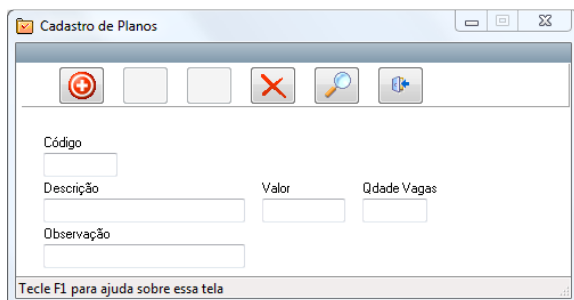 Cadastro de Planos
Código
Descrição Valor Qdade Vagas
Observação
Tecle F1 para ajuda sobre essa tela